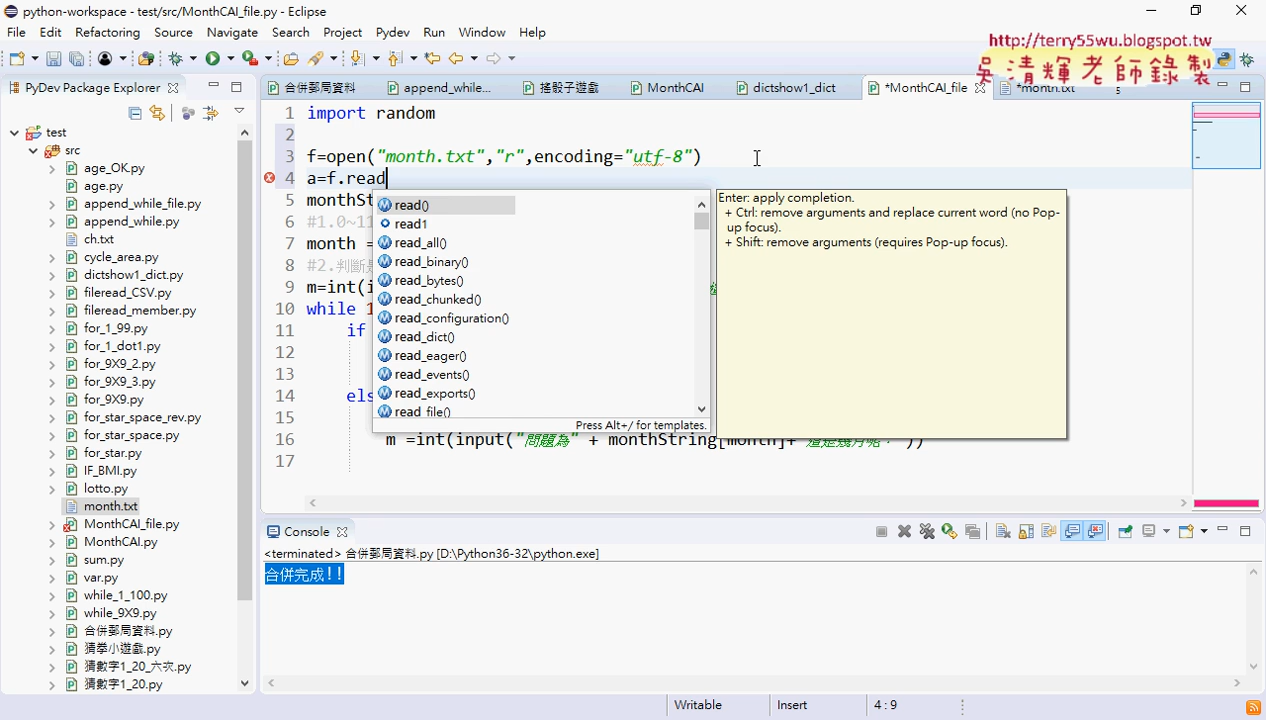 python-workspace - test/src/MonthCAI_file.py - Eclipse
File Edit Refactoring Source Navigate Search Project Pydev Run Window Help
http://terry55wu.blogspot.tw
吳清輝老師錄製
PyDev Package Explorer
合併郵局資料 append_while... 搖骰子遊戲 MonthCAI dictshow1_dict *MonthCAI_file *month.txt 5
test
src
age_OK.py
age.py
append_while_file.py
append_while.py
ch.txt
cycle_area.py
dictshow1_dict.py
fileread_CSV.py
fileread_member.py
for_1_99.py
for_1_dot1.py
for_9X9_2.py
for_9X9_3.py
for_9X9.py
for_star_space_rev.py
for_star_space.py
for_star.py
IF_BMI.py
lotto.py
month.txt
MonthCAI_file.py
MonthCAI.py
sum.py
var.py
while_1_100.py
while_9X9.py
合併郵局資料.py
猜拳小遊戲.py
猜數字1_20_六次.py
猜數字1_20.py
1 import random
2
3 f=open("month.txt","r",encoding="utf-8")
4 a=f.read
5 monthSt
6 #1.0~11
7 month =
8 #2.判斷是
9 m=int(i
10 while 1
11 if
12
13
14 els
15
16 m =int(input("問題為" + monthString[month]+"這是幾月呢?"))
17
read()
read1
read_all()
read_binary()
read_bytes()
read_chunked()
read_configuration()
read_dict()
read_eager()
read_events()
read_exports()
read_file()
Press Alt+/ for templates.
Enter: apply completion.
+ Ctrl: remove arguments and replace current word (no Pop-
up focus).
+ Shift: remove arguments (requires Pop-up focus).
Console
<terminated> 合併郵局資料.py [D:\Python36-32\python.exe]
合併完成!!
Writable Insert 4:9